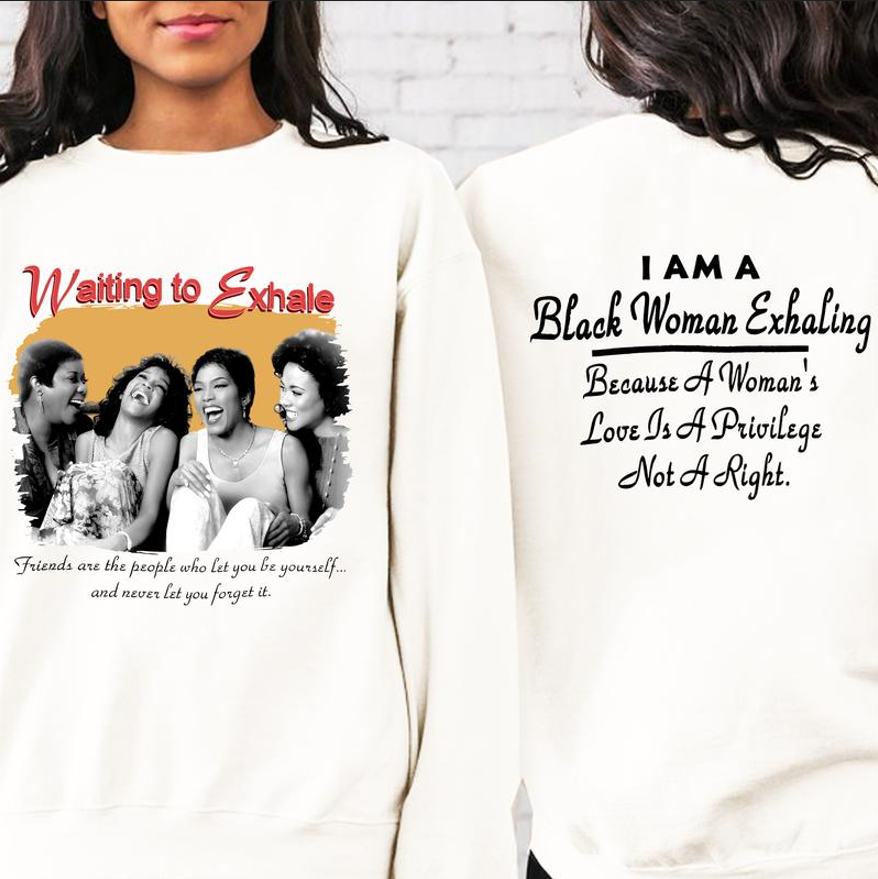 Waiting to Exhale
Friends are the people who let you be yourself...
and never let you forget it.
I AM A
Black Woman Exhaling
Because A Woman's
Love Is A Privilege
Not A Right.